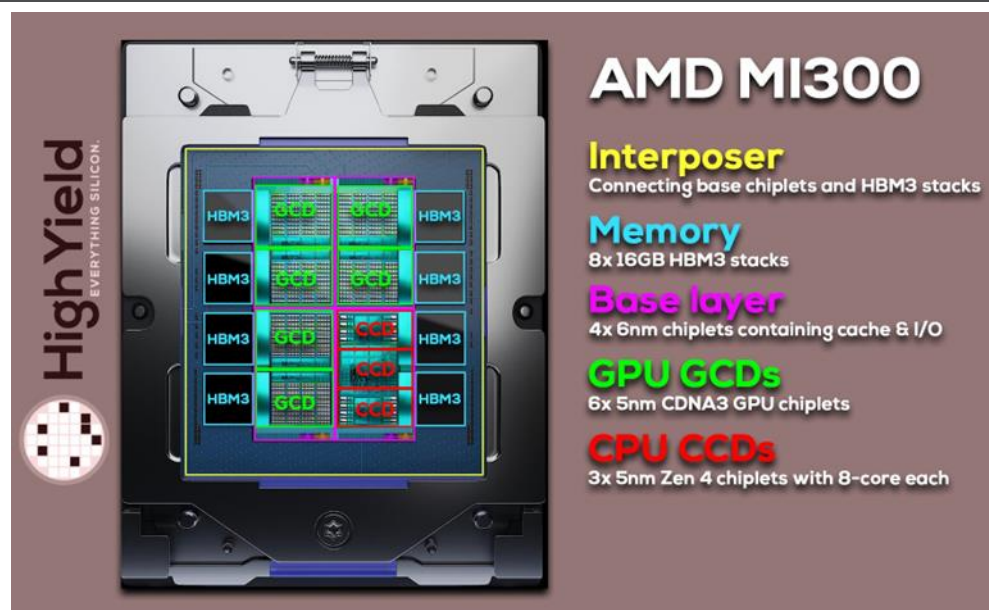 HighYield
EVERYTHING SILICON.
AMD MI300
Interposer
Connecting base chiplets and HBM3 stacks
Memory
8x 16GB HBM3 stacks
Base layer
4x 6nm chiplets containing cache & I/O
GPU GCDs
6x 5nm CDNA3 GPU chiplets
CPU CCDs
3x 5nm Zen 4 chiplets with 8-core each
HBM3 GCD GCD HBM3
HBM3 GCD GCD HBM3
HBM3 GCD CCD HBM3
CCD
HBM3 GCD CCD HBM3